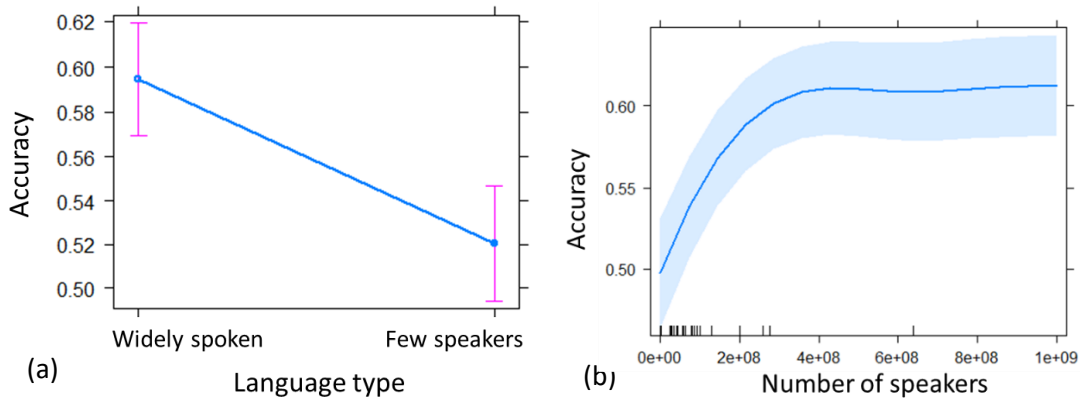 0.62
0.60
0.58
0.56
0.54
0.52
0.50
Accuracy
Widely spoken
Few speakers
Language type
(a)
0.60
0.55
0.50
Accuracy
0e+00
2e+08
4e+08
6e+08
8e+08
1e+09
Number of speakers
(b)